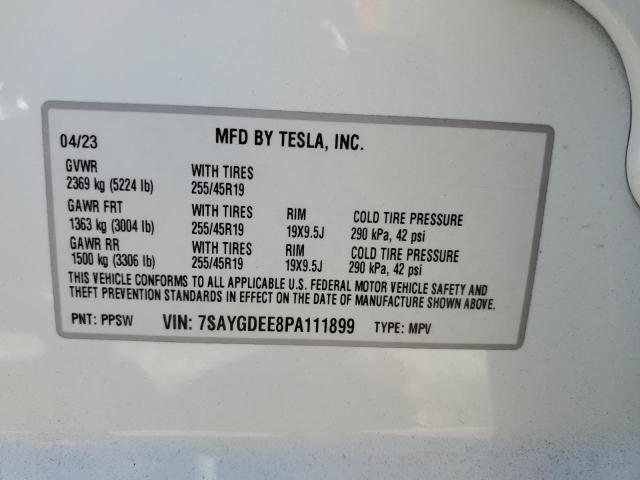 04/23 MFD BY TESLA, INC.
GVWR WITH TIRES
2369 kg (5224 lb) 255/45R19
GAWR FRT WITH TIRES RIM COLD TIRE PRESSURE
1363 kg (3004 lb) 255/45R19 19X9.5J 290 kPa, 42 psi
GAWR RR WITH TIRES RIM COLD TIRE PRESSURE
1500 kg (3306 lb) 255/45R19 19X9.5J 290 kPa, 42 psi
THIS VEHICLE CONFORMS TO ALL APPLICABLE U.S. FEDERAL MOTOR VEHICLE SAFETY AND
THEFT PREVENTION STANDARDS IN EFFECT ON THE DATE OF MANUFACTURE SHOWN ABOVE.
PNT: PPSW VIN: 7SAYGDEE8PA111899 TYPE: MPV